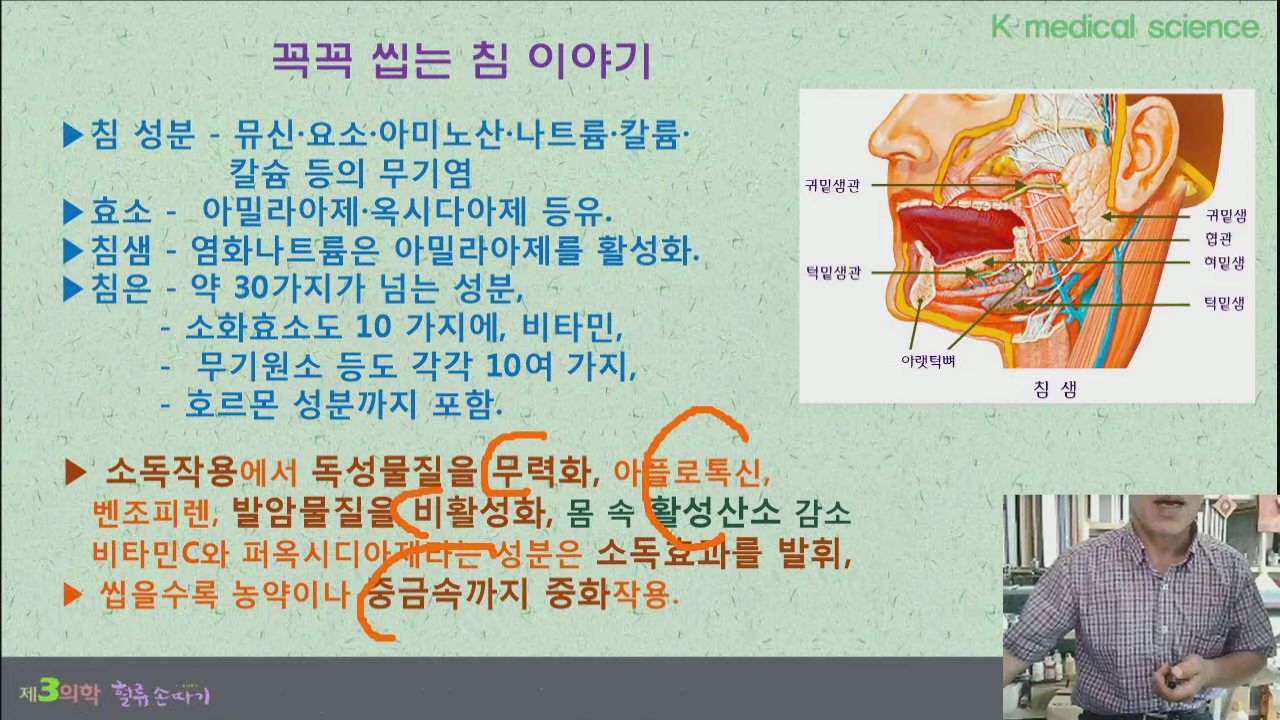 K medical science
꼭꼭 씹는 침 이야기
▶침 성분 - 뮤신·요소·아미노산·나트륨·칼륨·
칼슘 등의 무기염
▶효소 - 아밀라아제·옥시다아제 등유.
▶침샘 - 염화나트륨은 아밀라아제를 활성화.
▶침은 - 약 30가지가 넘는 성분,
- 소화효소도 10 가지에, 비타민,
- 무기원소 등도 각각 10여 가지,
- 호르몬 성분까지 포함.
귀밑샘관
귀밑샘
협관
혀밑샘
턱밑샘관
턱밑샘
아랫턱뼈
침 샘
▶ 소독작용에서 독성물질을 무력화, 아플로톡신,
벤조피렌, 발암물질을 비활성화, 몸 속 활성산소 감소
비타민C와 퍼옥시디아제라는 성분은 소독효과를 발휘,
▶ 씹을수록 농약이나 중금속까지 중화작용.
제3의학 혈류 손따기